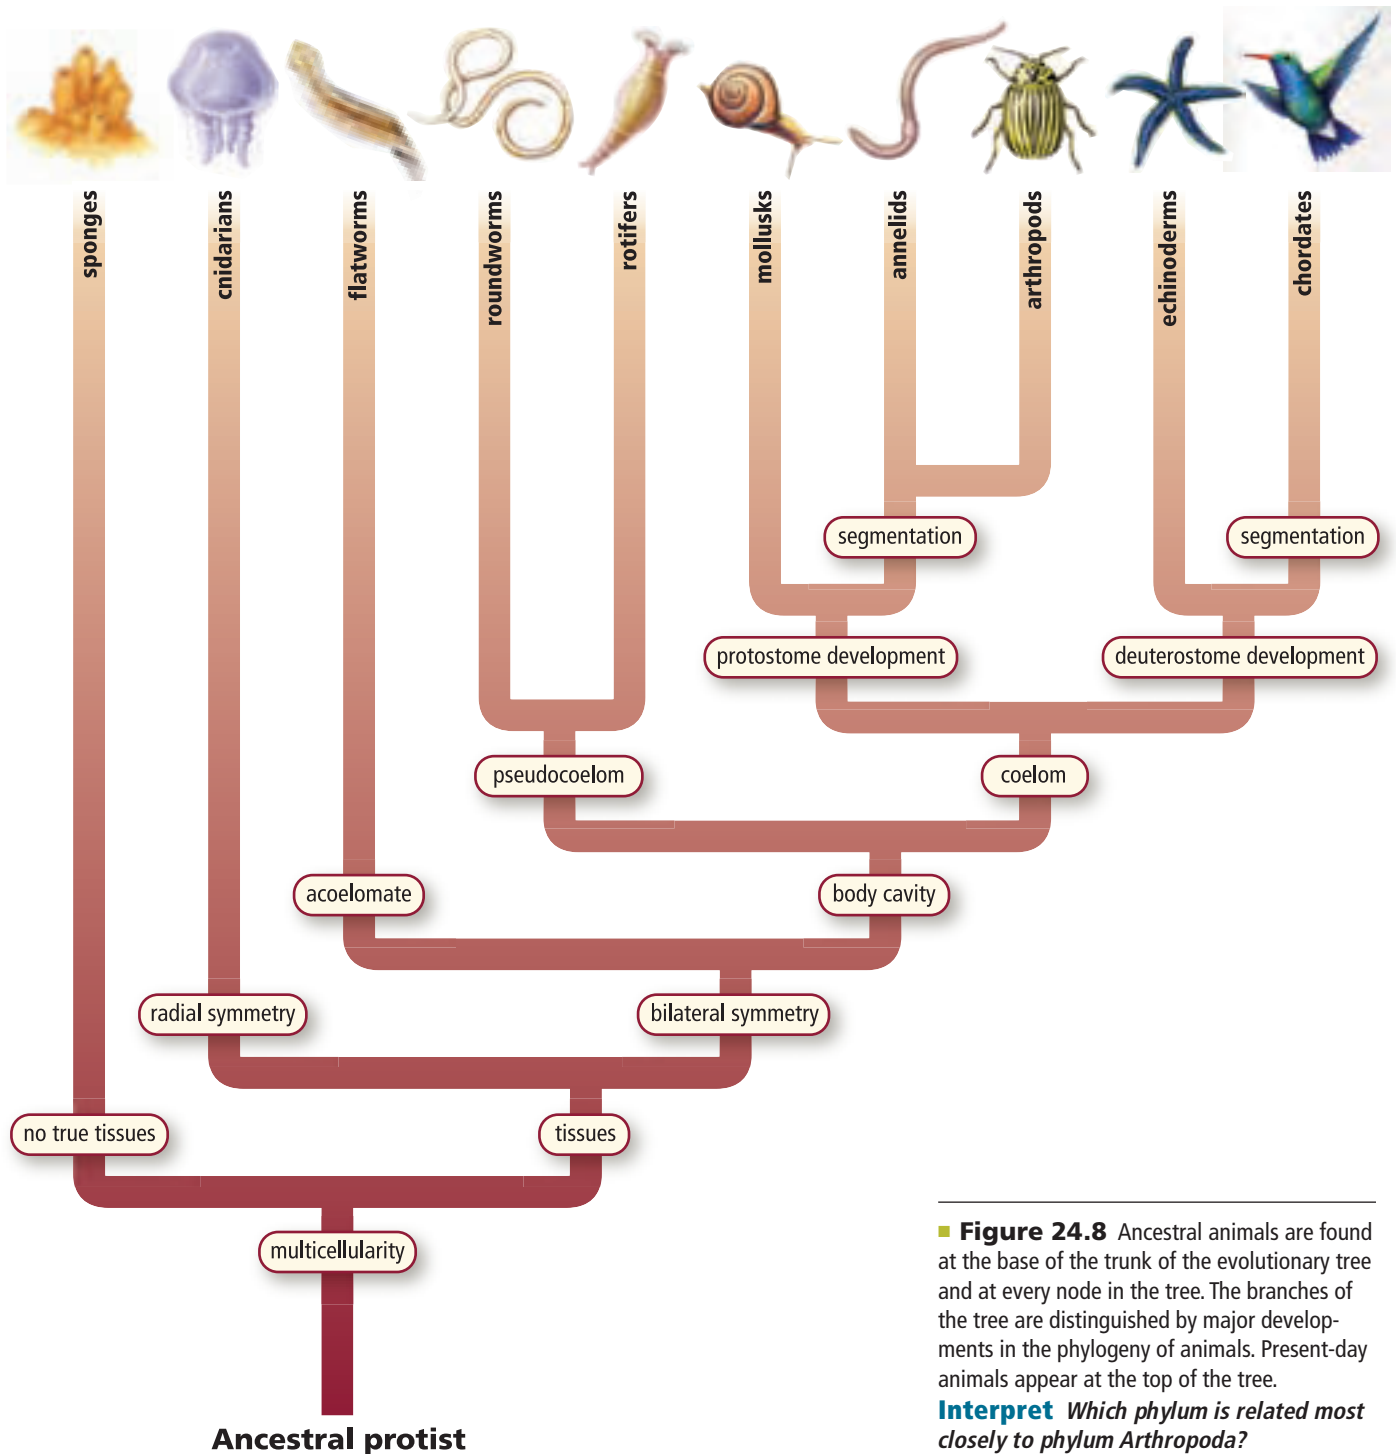 sponges
cnidarians
flatworms
roundworms
rotifers
mollusks
annelids
arthropods
echinoderms
chordates
segmentation
segmentation
protostome development
deuterostome development
pseudocoelom
coelom
acoelomate
body cavity
radial symmetry
bilateral symmetry
no true tissues
tissues
multicellularity
Ancestral protist
Figure 24.8 Ancestral animals are found
at the base of the trunk of the evolutionary tree
and at every node in the tree. The branches of
the tree are distinguished by major develop-
ments in the phylogeny of animals. Present-day
animals appear at the top of the tree.
Interpret Which phylum is related most
closely to phylum Arthropoda?